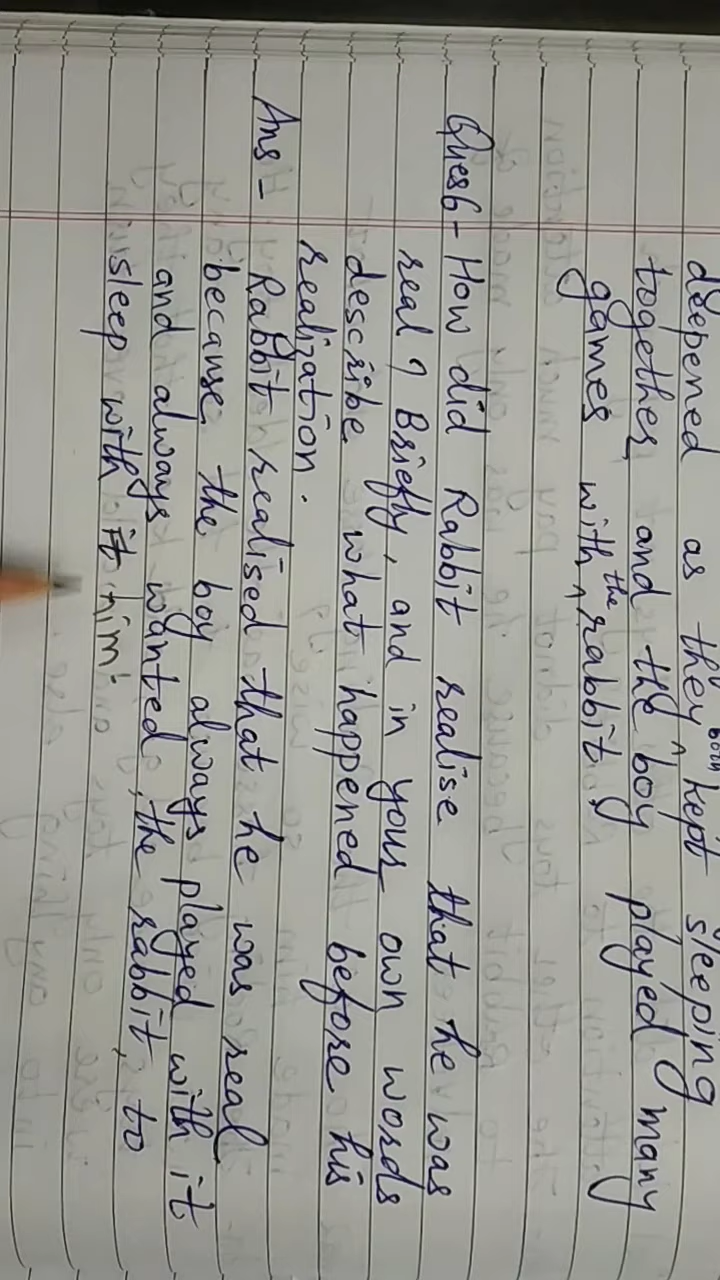 deepened as they both kept sleeping
together, and the boy played many
games with the rabbit.
Ques6- How did Rabbit realise that he was
real? Briefly, and in your own words
describe what happened before his
realization.
Ans- Rabbit realised that he was real
because the boy always played with it
and always wanted, the rabbit, to
sleep with it him.